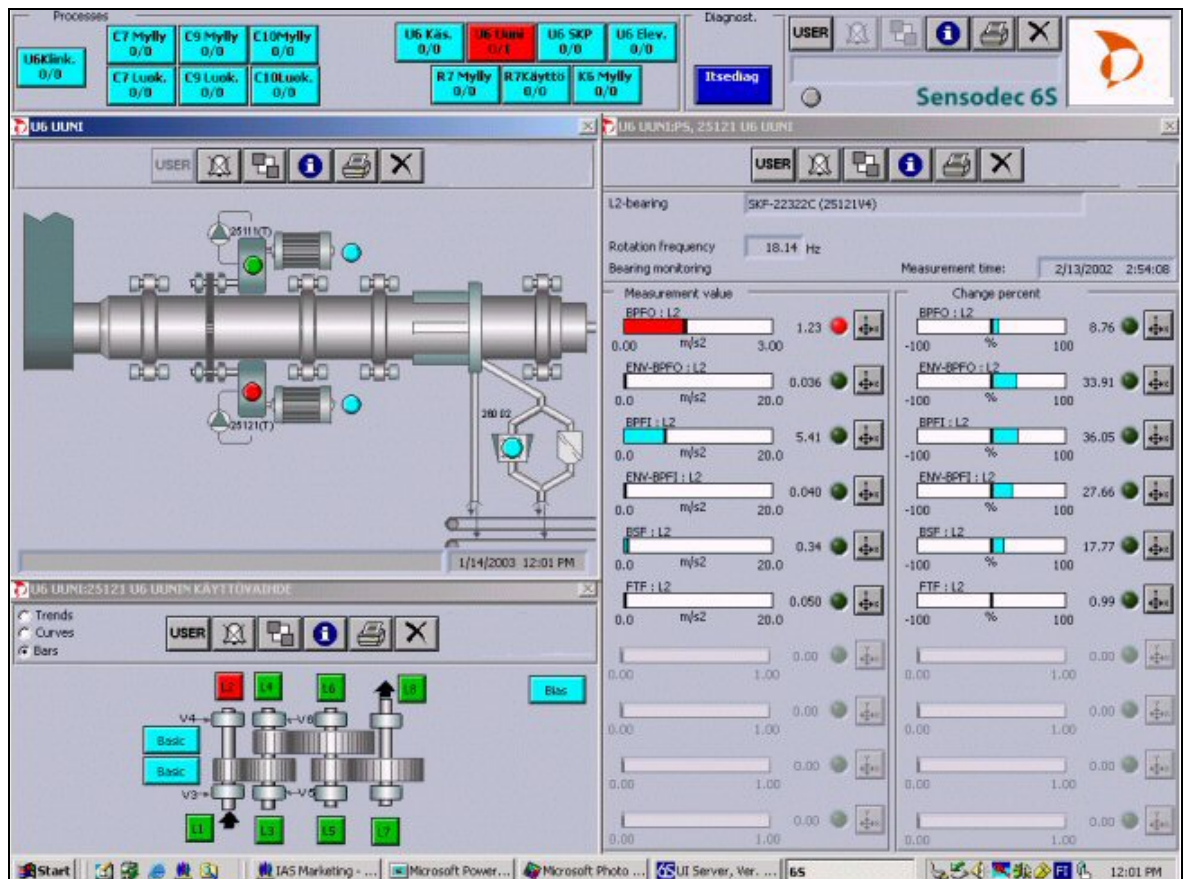 Processes
U6Klink.
0/0
C7 Mylly
0/0
C9 Mylly
0/0
C10Mylly
0/0
C7 Luok.
0/0
C9 Luok.
0/0
C10Luok.
0/0
U6 Käs.
0/0
U6 Uuni
0/1
U6 SKP
0/0
U6 Elev.
0/0
R7 Mylly
0/0
R7Käyttö
0/0
K6 Mylly
0/0
Diagnost.
Itsediag
USER
Sensodec 6S
U6 UUNI
USER
25111(T)
25121(T)
1/14/2003 12:01 PM
U6 UUNI:PS, 25121 U6 UUNI
USER
L2-bearing SKF-22322C (25121V4)
Rotation frequency 18.14 Hz
Bearing monitoring Measurement time: 2/13/2002 2:54:08
Measurement value
BPFO : L2
1.23
0.00 m/s2 3.00
ENV-BPFO : L2
0.036
0.0 m/s2 20.0
BPFI : L2
5.41
0.0 m/s2 20.0
ENV-BPFI : L2
0.040
0.0 m/s2 20.0
BSF : L2
0.34
0.0 m/s2 20.0
FTF : L2
0.050
0.0 m/s2 20.0
0.00
0.00 1.00
0.00
0.00 1.00
0.00
0.00 1.00
0.00
0.00 1.00
Change percent
BPFO : L2
8.76
-100 % 100
ENV-BPFO : L2
33.91
-100 % 100
BPFI : L2
36.05
-100 % 100
ENV-BPFI : L2
27.66
-100 % 100
BSF : L2
17.77
-100 % 100
FTF : L2
0.99
-100 % 100
0.00
0.00 1.00
0.00
0.00 1.00
0.00
0.00 1.00
0.00
0.00 1.00
U6 UUNI:25121 U6 UUNIN KÄYTTÖVAIHDE
Trends
Curves
Bars
USER
L2
L4
L6
L8
Bias
V4
V6
Basic
Basic
V3
V5
L1
L3
L5
L7
Start
IAS Marketing - ...
Microsoft Power...
Microsoft Photo ...
6S UI Server, Ver. ...
6S
FI
12:01 PM